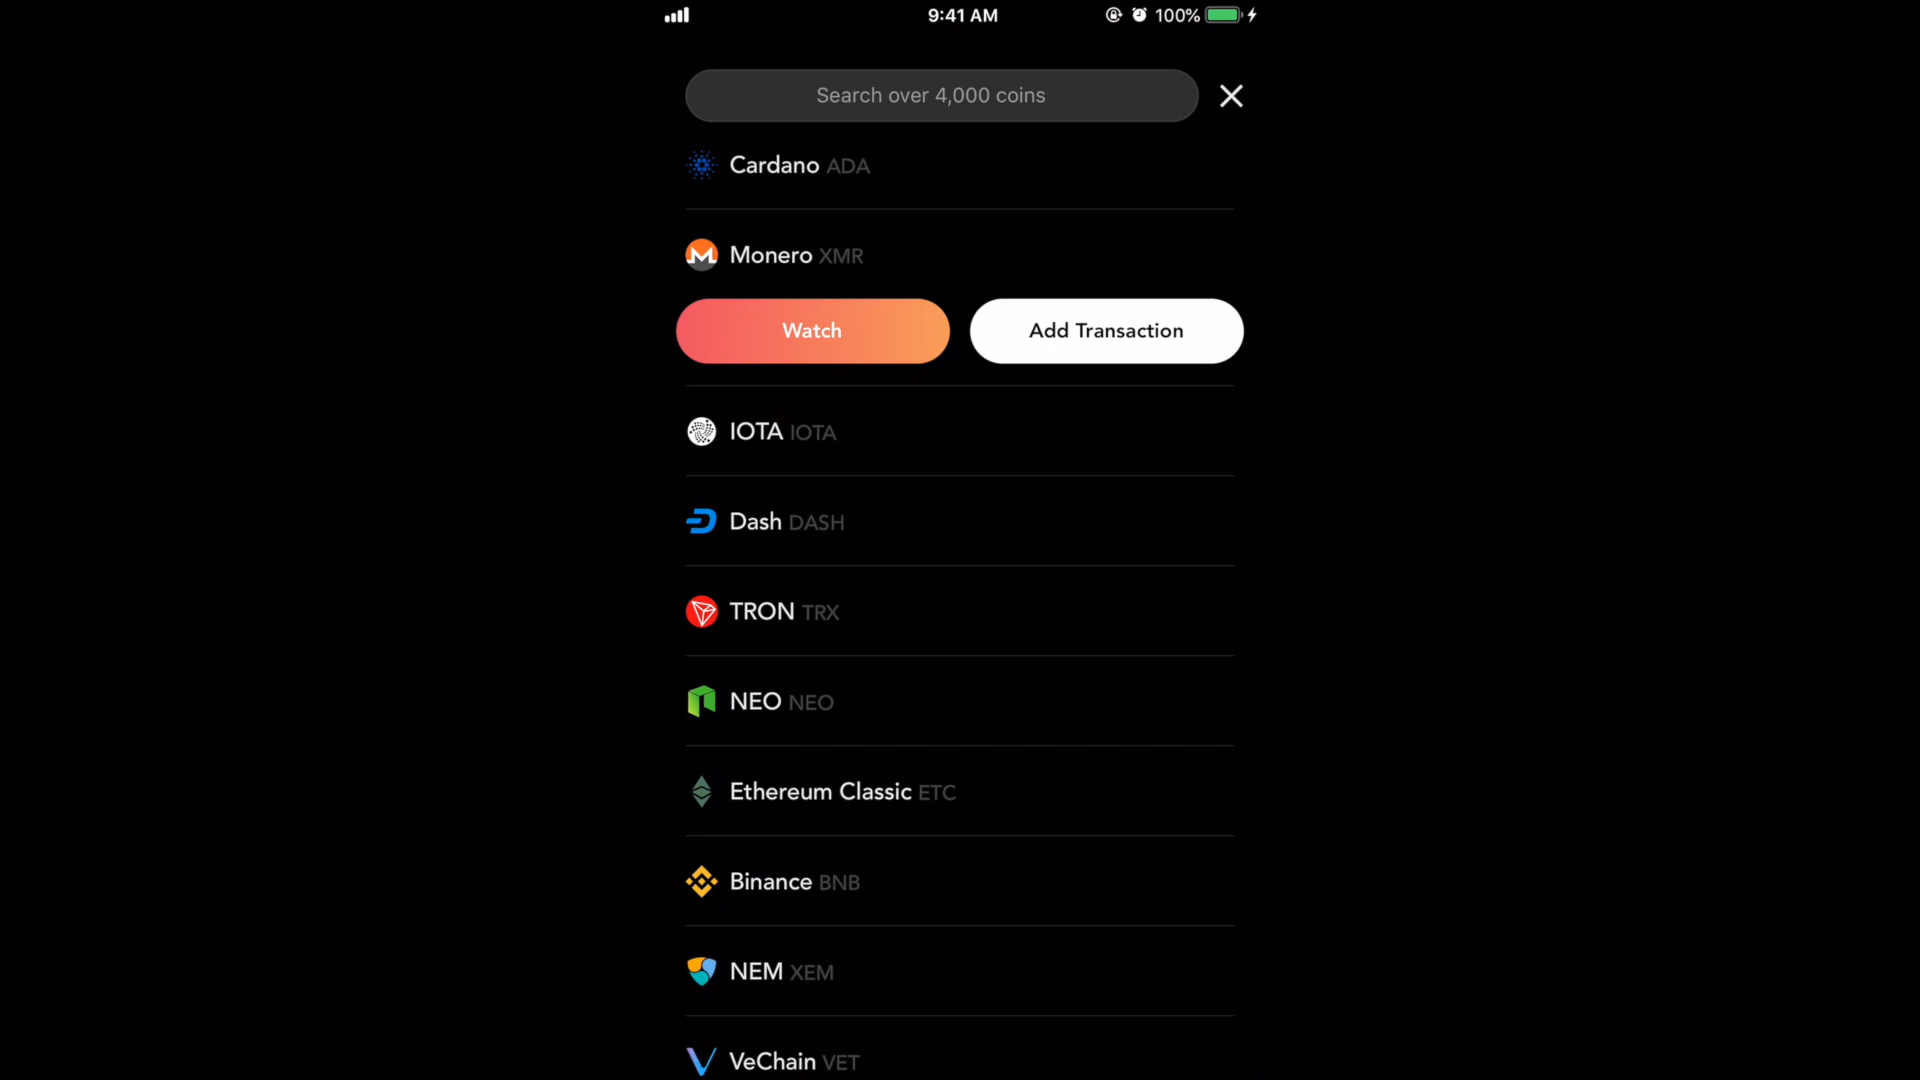 9:41 AM 100%
Search over 4,000 coins
Cardano ADA
Monero XMR
Watch Add Transaction
IOTA IOTA
Dash DASH
TRON TRX
NEO NEO
Ethereum Classic ETC
Binance BNB
NEM XEM
VeChain VET